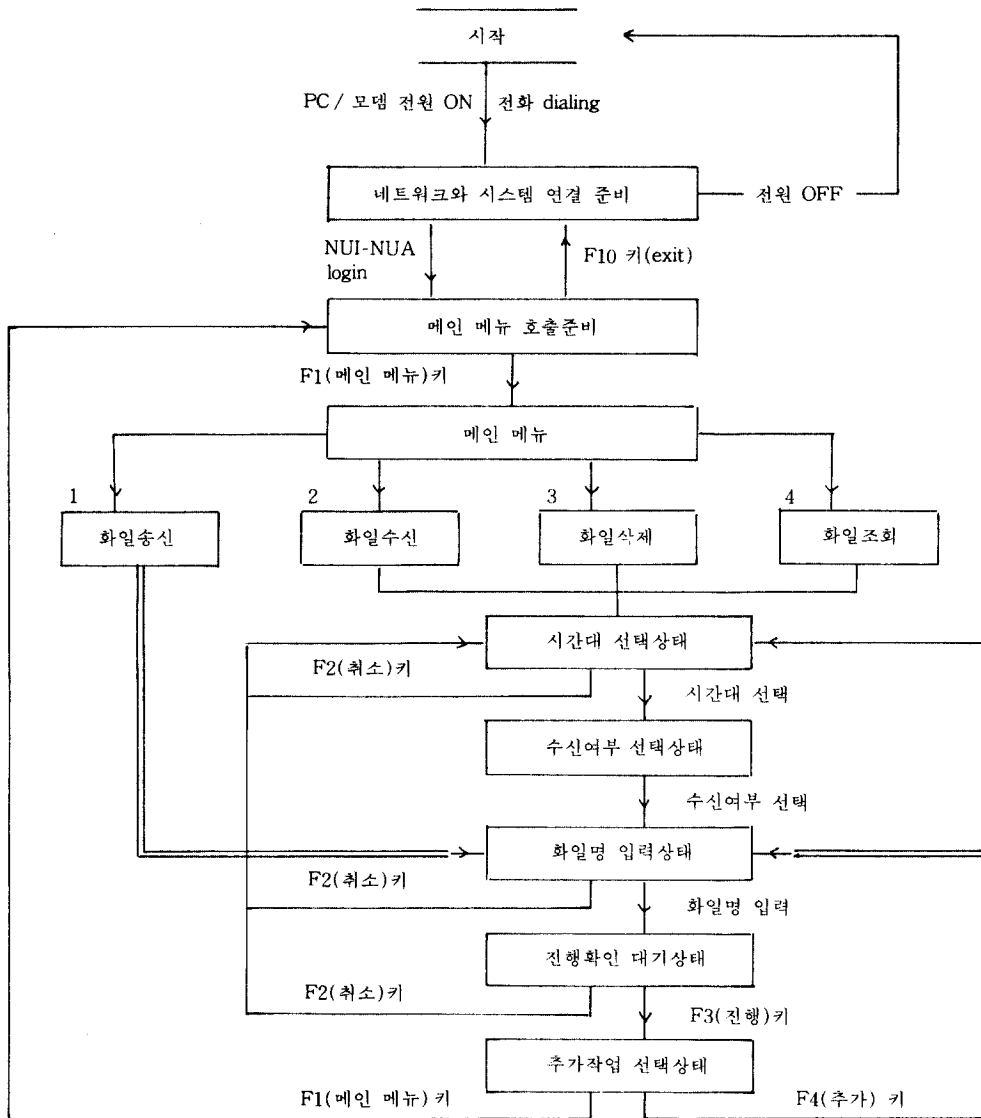 시작
PC / 모뎀 전원 ON 전화 dialing
네트워크와 시스템 연결 준비
전원 OFF
NUI-NUA
login
F10 키(exit)
메인 메뉴 호출준비
F1(메인 메뉴)키
메인 메뉴
1
2
3
4
화일송신
화일수신
화일삭제
화일조회
시간대 선택상태
F2(취소)키
시간대 선택
수신여부 선택상태
수신여부 선택
화일명 입력상태
F2(취소)키
화일명 입력
진행확인 대기상태
F2(취소)키
F3(진행)키
추가작업 선택상태
F1(메인 메뉴)키
F4(추가) 키